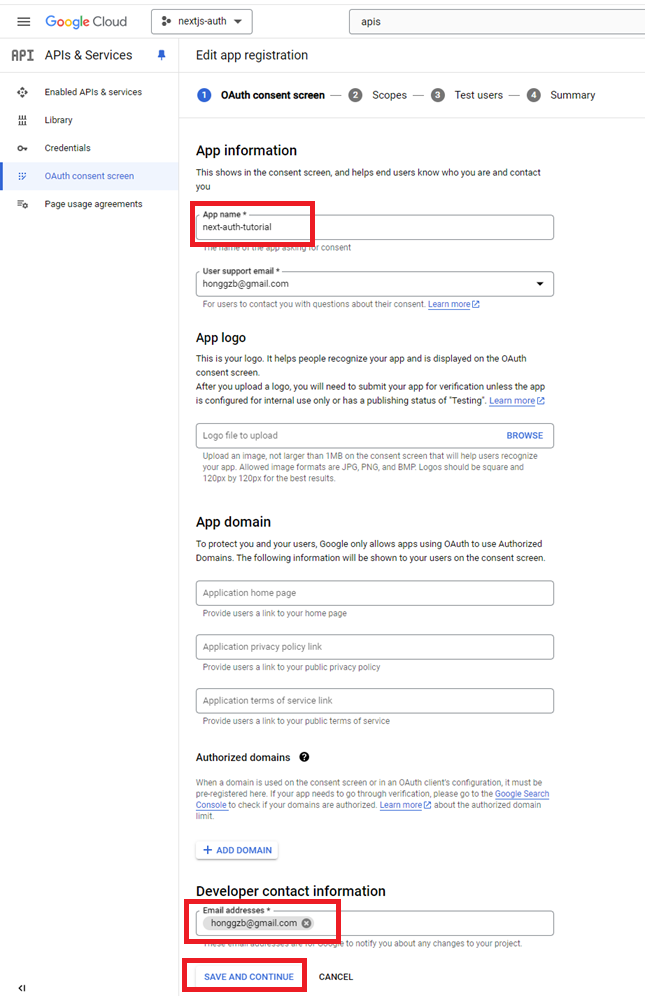 Google Cloud
nextjs-auth
apis
API APIs & Services
Edit app registration
Enabled APIs & services
Library
Credentials
OAuth consent screen
Page usage agreements
1 OAuth consent screen — 2 Scopes — 3 Test users — 4 Summary
App information
This shows in the consent screen, and helps end users know who you are and contact
you
App name *
next-auth-tutorial
The name of the app asking for consent
User support email *
honggzb@gmail.com
For users to contact you with questions about their consent. Learn more
App logo
This is your logo. It helps people recognize your app and is displayed on the OAuth
consent screen.
After you upload a logo, you will need to submit your app for verification unless the app
is configured for internal use only or has a publishing status of "Testing". Learn more
Logo file to upload
BROWSE
Upload an image, not larger than 1MB on the consent screen that will help users recognize
your app. Allowed image formats are JPG, PNG, and BMP. Logos should be square and
120px by 120px for the best results.
App domain
To protect you and your users, Google only allows apps using OAuth to use Authorized
Domains. The following information will be shown to your users on the consent screen.
Application home page
Provide users a link to your home page
Application privacy policy link
Provide users a link to your public privacy policy
Application terms of service link
Provide users a link to your public terms of service
Authorized domains
When a domain is used on the consent screen or in an OAuth client's configuration, it must be
pre-registered here. If your app needs to go through verification, please go to the Google Search
Console to check if your domains are authorized. Learn more about the authorized domain
limit.
+ ADD DOMAIN
Developer contact information
Email addresses *
honggzb@gmail.com
These email addresses are for Google to notify you about any changes to your project.
SAVE AND CONTINUE
CANCEL